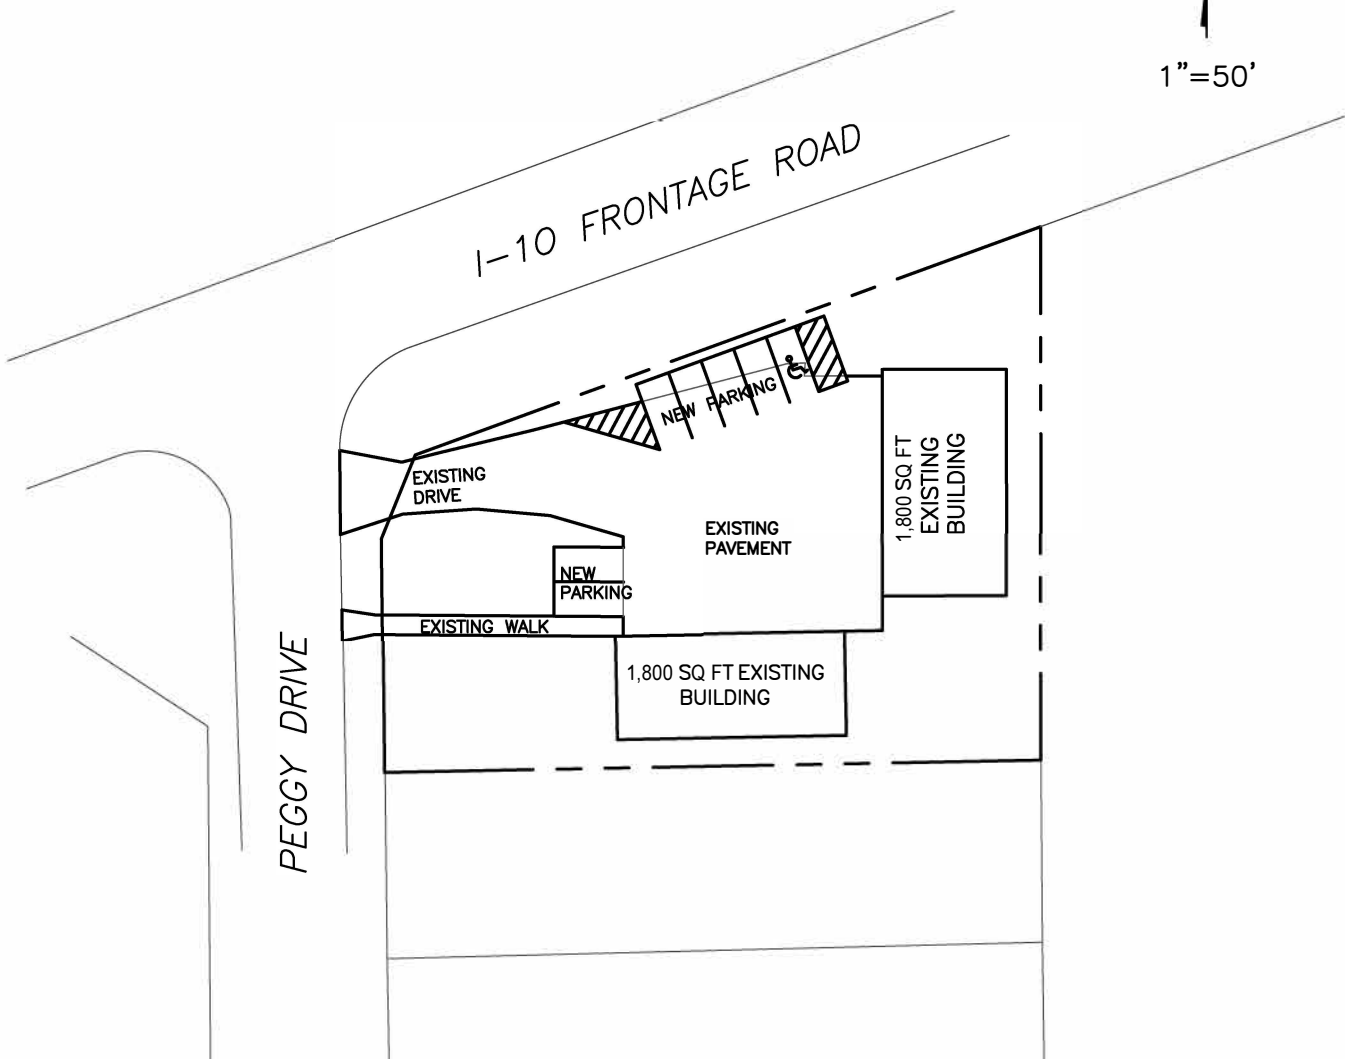 1"=50'
I-10 FRONTAGE ROAD
NEW PARKING
EXISTING
DRIVE
1,800 SQ FT
EXISTING
BUILDING
EXISTING
PAVEMENT
NEW
PARKING
EXISTING WALK
1,800 SQ FT EXISTING
BUILDING
PEGGY DRIVE